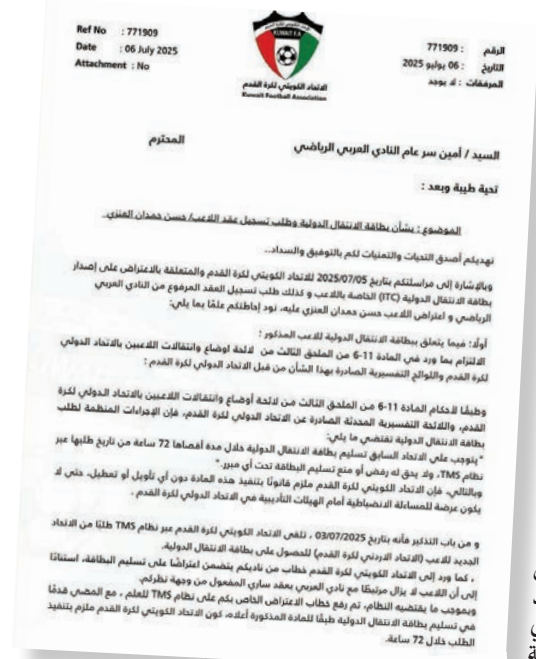 Ref No : 771909
Date : 06 July 2025
Attachment : No
KUWAIT F.A
الاتحاد الكويتي لكرة القدم
Kuwait Football Association
الرقم : 771909
التاريخ : 06 يوليو 2025
المرفقات : لا يوجد
السيد / أمين سر عام النادي العربي الرياضي المحترم
تحية طيبة وبعد :
الموضوع : بشأن بطاقة الانتقال الدولية وطلب تسجيل عقد اللاعب/ حسن حمدان العنزي
نهديكم أصدق التحيات والتمنيات لكم بالتوفيق والسداد..
وبالإشارة إلى مراسلتكم بتاريخ 2025/07/05 للاتحاد الكويتي لكرة القدم والمتعلقة بالاعتراض على إصدار
بطاقة الانتقال الدولية (ITC) الخاصة باللاعب و كذلك طلب تسجيل العقد المرفوع من النادي العربي
الرياضي و اعتراض اللاعب حسن حمدان العنزي عليه، نود إحاطتكم علمًا بما يلي:
أولًا: فيما يتعلق ببطاقة الانتقال الدولية للاعب المذكور :
الالتزام بما ورد في المادة 11-6 من الملحق الثالث من لائحة اوضاع وانتقالات اللاعبين بالاتحاد الدولي
لكرة القدم واللوائح التفسيرية الصادرة بهذا الشأن من قبل الاتحاد الدولي لكرة القدم :
وطبقًا لأحكام المادة 11-6 من الملحق الثالث من لائحة أوضاع وانتقالات اللاعبين بالاتحاد الدولي لكرة
القدم، واللائحة التفسيرية المحدثة الصادرة عن الاتحاد الدولي لكرة القدم، فإن الإجراءات المنظمة لطلب
بطاقة الانتقال الدولية تقتضي ما يلي:
"يتوجب على الاتحاد السابق تسليم بطاقة الانتقال الدولية خلال مدة أقصاها 72 ساعة من تاريخ طلبها عبر
نظام TMS، ولا يحق له رفض أو منع تسليم البطاقة تحت أي مبرر."
وبالتالي، فإن الاتحاد الكويتي لكرة القدم ملزم قانونًا بتنفيذ هذه المادة دون أي تأويل أو تعطيل، حتى لا
يكون عرضة للمساءلة الانضباطية أمام الهيئات التأديبية في الاتحاد الدولي لكرة القدم .
و من باب التذكير فأنه بتاريخ 03/07/2025 ، تلقى الاتحاد الكويتي لكرة القدم عبر نظام TMS طلبًا من الاتحاد
الجديد للاعب (الاتحاد الاردني لكرة القدم) للحصول على بطاقة الانتقال الدولية.
، كما ورد إلى الاتحاد الكويتي لكرة القدم خطاب من ناديكم يتضمن اعتراضًا على تسليم البطاقة، استنادًا
إلى أن اللاعب لا يزال مرتبطًا مع نادي العربي بعقد ساري المفعول من وجهة نظركم.
وبموجب ما يقتضيه النظام، تم رفع خطاب الاعتراض الخاص بكم على نظام TMS للعلم ، مع المضي قدمًا
في تسليم بطاقة الانتقال الدولية طبقًا للمادة المذكورة أعلاه، كون الاتحاد الكويتي لكرة القدم ملزم بتنفيذ
الطلب خلال 72 ساعة.